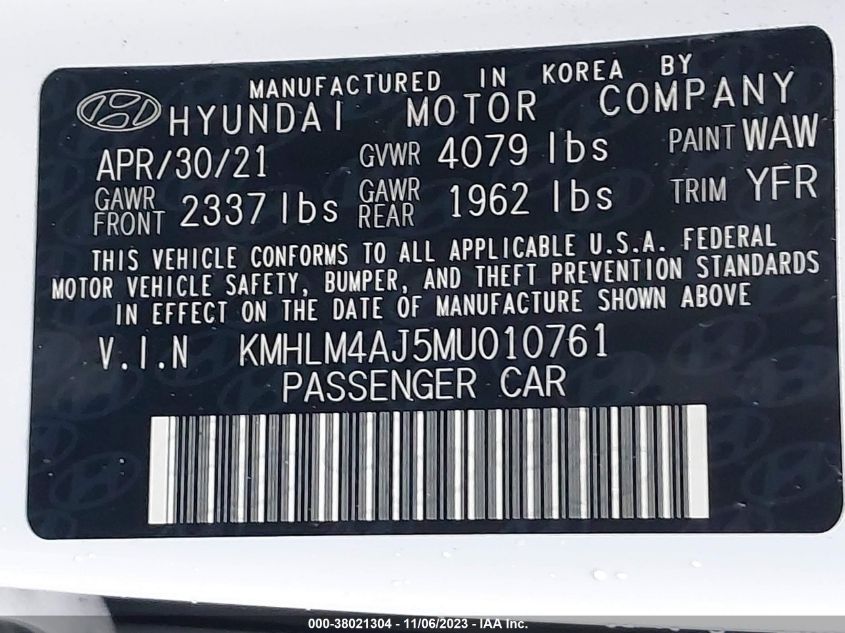 MANUFACTURED IN KOREA BY
HYUNDAI MOTOR COMPANY
APR/30/21 GVWR 4079 lbs PAINT WAW
GAWR FRONT 2337 lbs GAWR REAR 1962 lbs TRIM YFR
THIS VEHICLE CONFORMS TO ALL APPLICABLE U.S.A. FEDERAL
MOTOR VEHICLE SAFETY, BUMPER, AND THEFT PREVENTION STANDARDS
IN EFFECT ON THE DATE OF MANUFACTURE SHOWN ABOVE
V.I.N KMHLM4AJ5MU010761
PASSENGER CAR
000-38021304 - 11/06/2023 - IAA Inc.